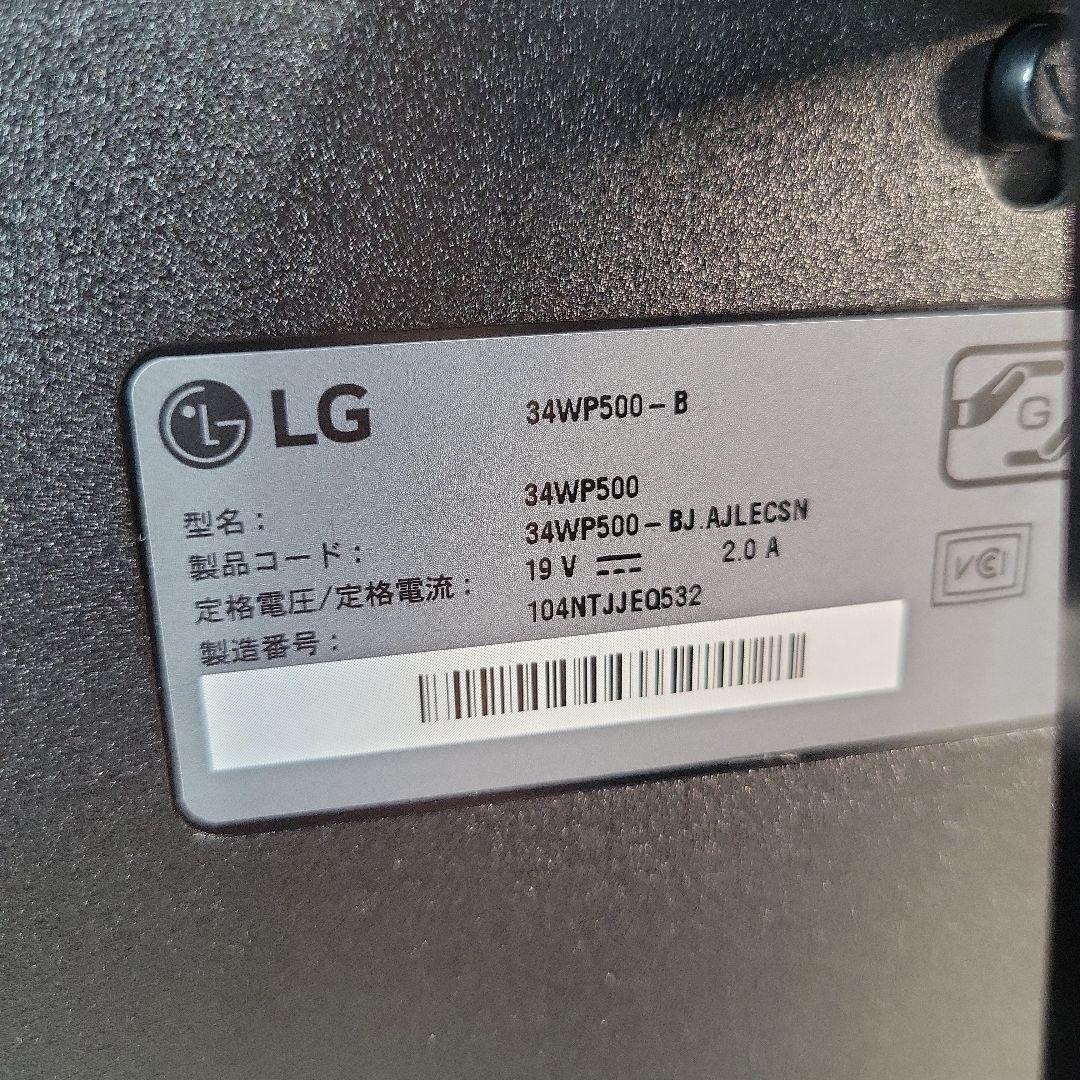 LG
34WP500-B
型名: 34WP500
製品コード: 34WP500-BJ.AJLECSN
定格電圧/定格電流: 19 V ⎓ 2.0 A
製造番号: 104NTJJEQ532
G
VCI